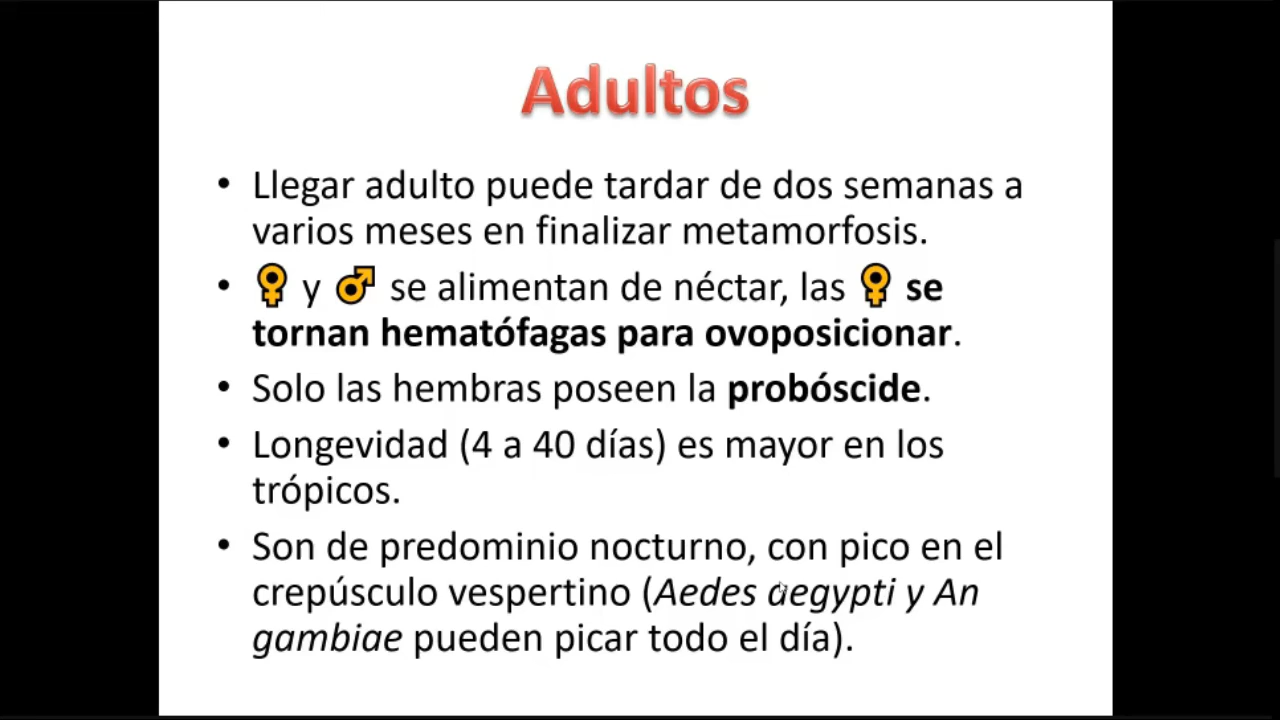 Adultos
• Llegar adulto puede tardar de dos semanas a
varios meses en finalizar metamorfosis.
• ♀ y ♂ se alimentan de néctar, las ♀ se
tornan hematófagas para ovoposicionar.
• Solo las hembras poseen la probóscide.
• Longevidad (4 a 40 días) es mayor en los
trópicos.
• Son de predominio nocturno, con pico en el
crepúsculo vespertino (Aedes aegypti y An
gambiae pueden picar todo el día).